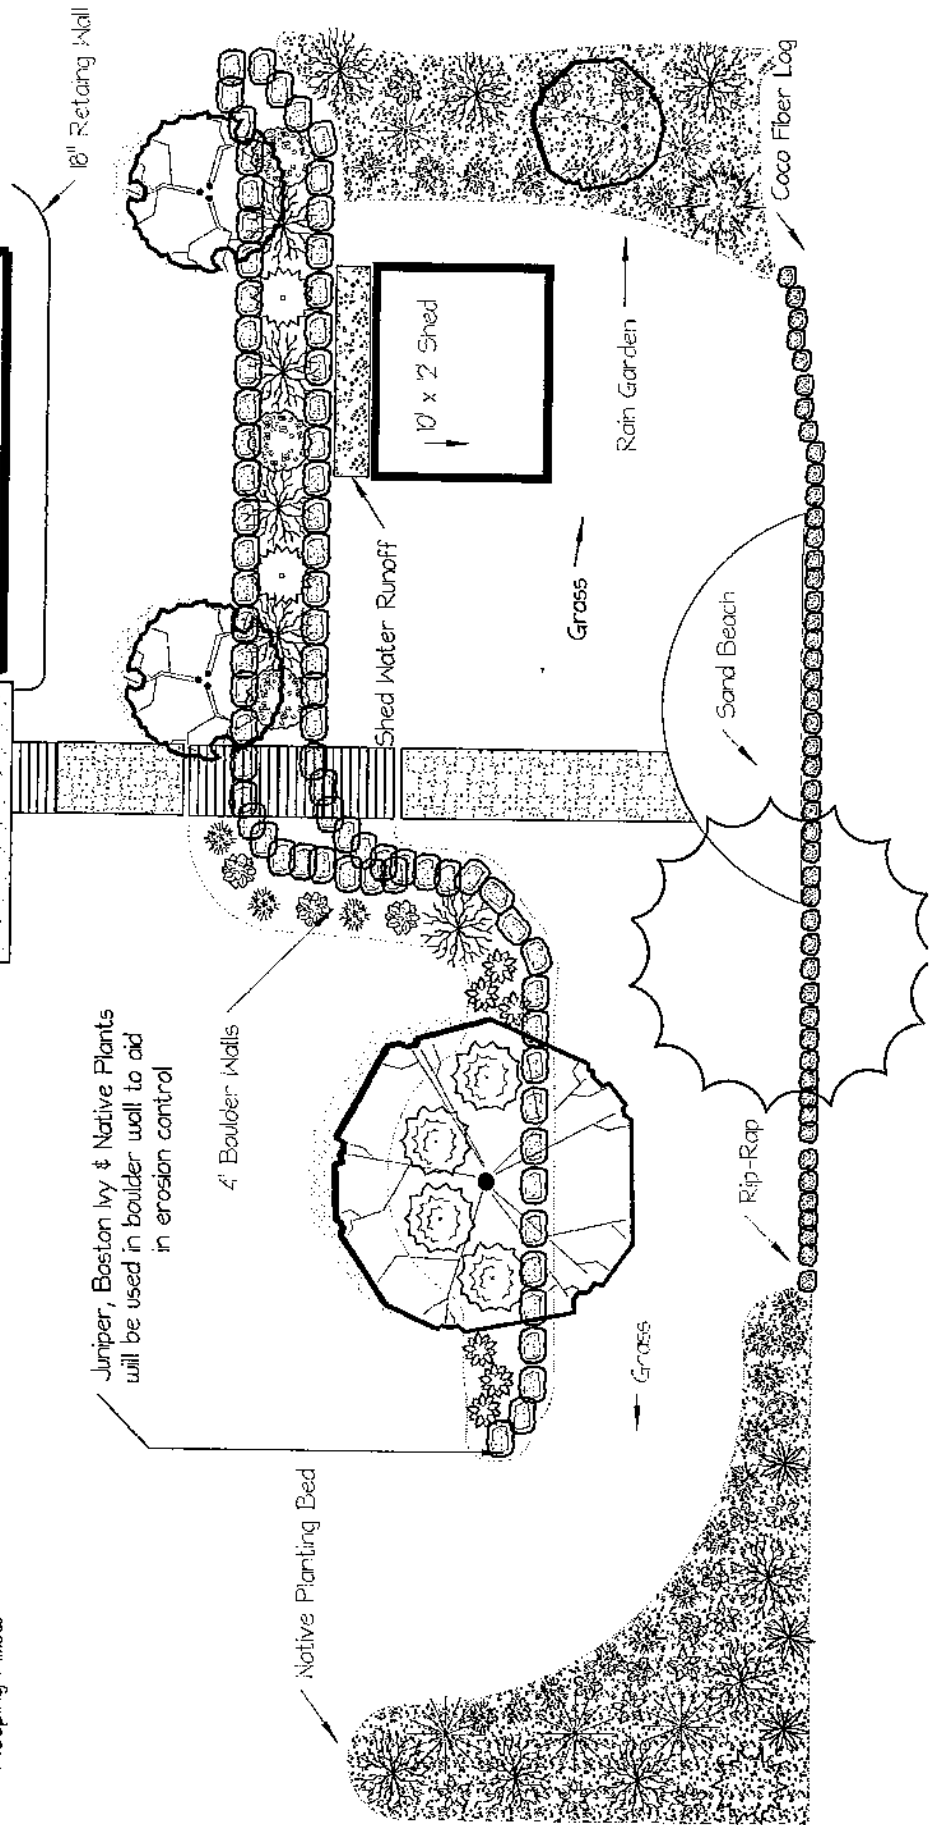 Juniper, Boston Ivy & Native Plants
will be used in boulder wall to aid
in erosion control
18" Retaing Wall
4' Boulder Walls
Native Planting Bed
Shed Water Runoff
10' x 12' Shed
Grass
Rain Garden
Grass
Sand Beach
Rip-Rap
Coco Fiber Log